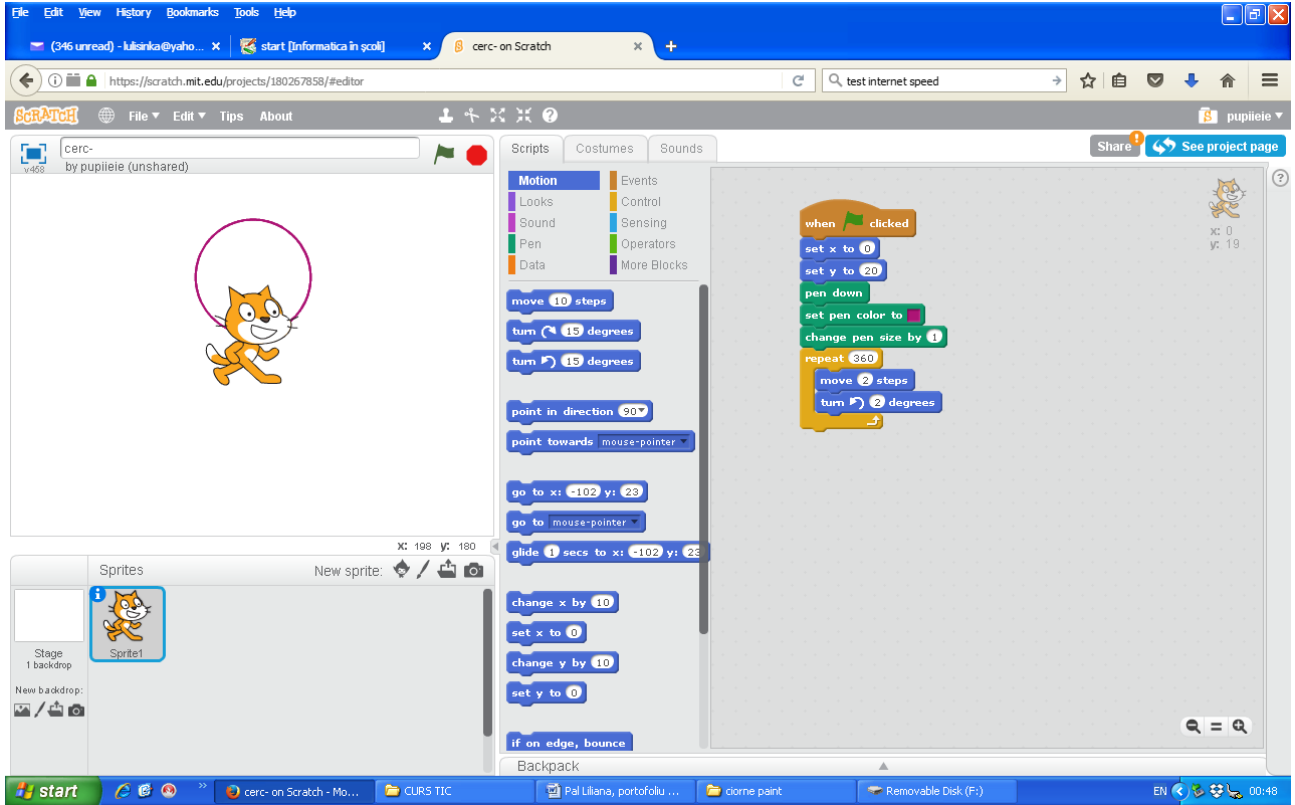 File Edit View History Bookmarks Tools Help
(346 unread) - lulisinka@yaho... × start [Informatica în şcoli] × cerc- on Scratch × +
https://scratch.mit.edu/projects/180267858/#editor
test internet speed
SCRATCH File Edit Tips About
pupiieie
cerc-
v458
by pupiieie (unshared)
Scripts Costumes Sounds
Share See project page
Motion Events
Looks Control
Sound Sensing
Pen Operators
Data More Blocks
move 10 steps
turn 15 degrees
turn 15 degrees
point in direction 90
point towards mouse-pointer
go to x: -102 y: 23
go to mouse-pointer
glide 1 secs to x: -102 y: 23
change x by 10
set x to 0
change y by 10
set y to 0
if on edge, bounce
when clicked
set x to 0
set y to 20
pen down
set pen color to
change pen size by 1
repeat 360
move 2 steps
turn 2 degrees
x: 0
y: 19
X: 198 y: 180
Sprites New sprite:
Stage
1 backdrop
New backdrop:
Sprite1
Backpack
start cerc- on Scratch - Mo... CURS TIC Pal Liliana, portofoliu ... ciorne paint Removable Disk (F:) EN 00:48